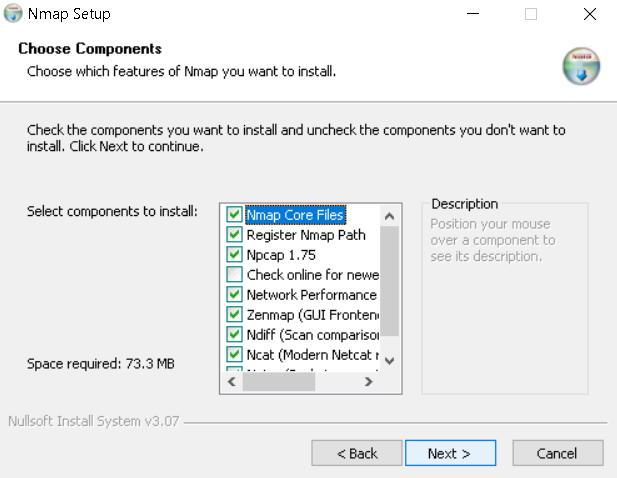 Nmap Setup
Choose Components
Choose which features of Nmap you want to install.
Check the components you want to install and uncheck the components you don't want to
install. Click Next to continue.
Select components to install:
Nmap Core Files
Register Nmap Path
Npcap 1.75
Check online for newe
Network Performance
Zenmap (GUI Frontend
Ndiff (Scan comparison
Ncat (Modern Netcat r
Description
Position your mouse
over a component to
see its description.
Space required: 73.3 MB
Nullsoft Install System v3.07
< Back
Next >
Cancel